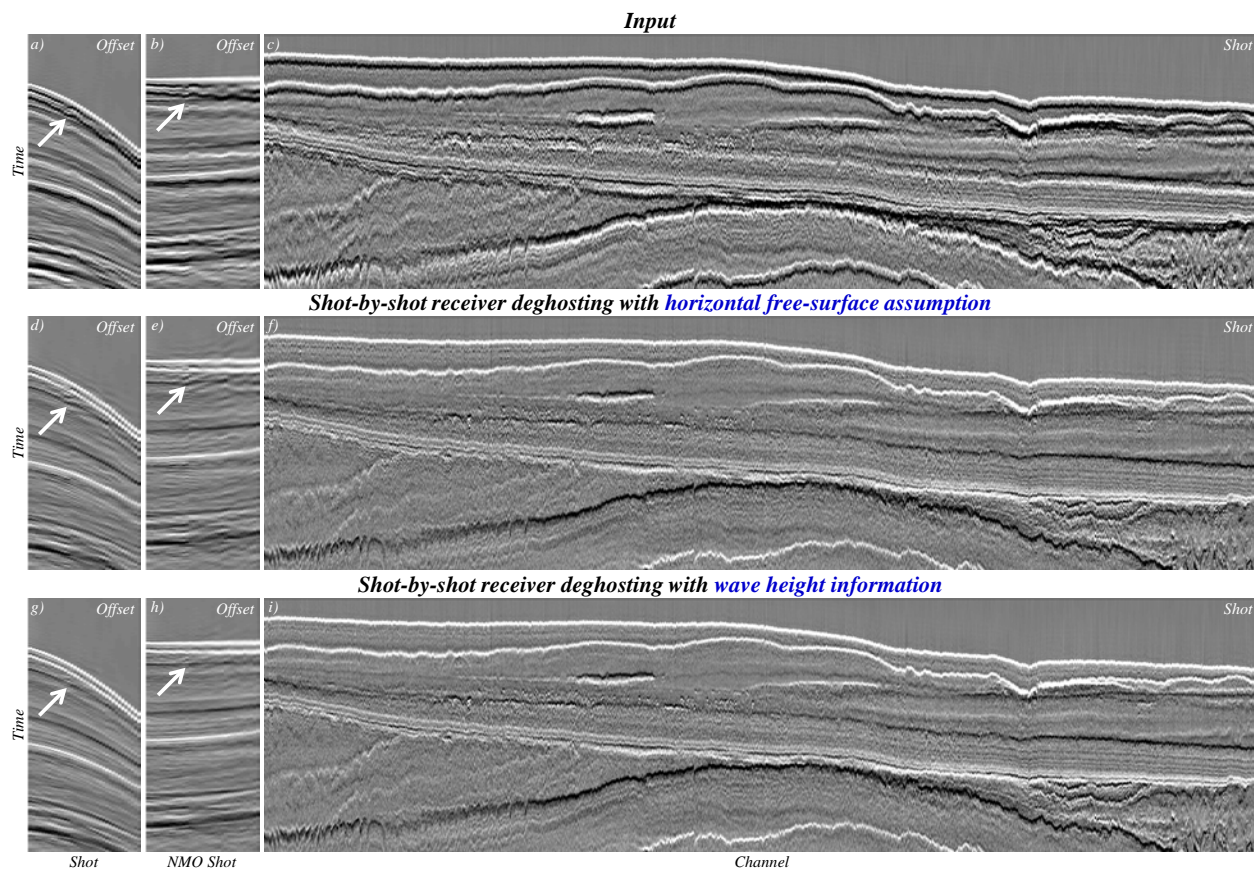 Input
a) Offset b) Offset c) Shot
Time
Shot-by-shot receiver deghosting with horizontal free-surface assumption
d) Offset e) Offset f) Shot
Time
Shot-by-shot receiver deghosting with wave height information
g) Offset h) Offset i) Shot
Time
Shot NMO Shot Channel